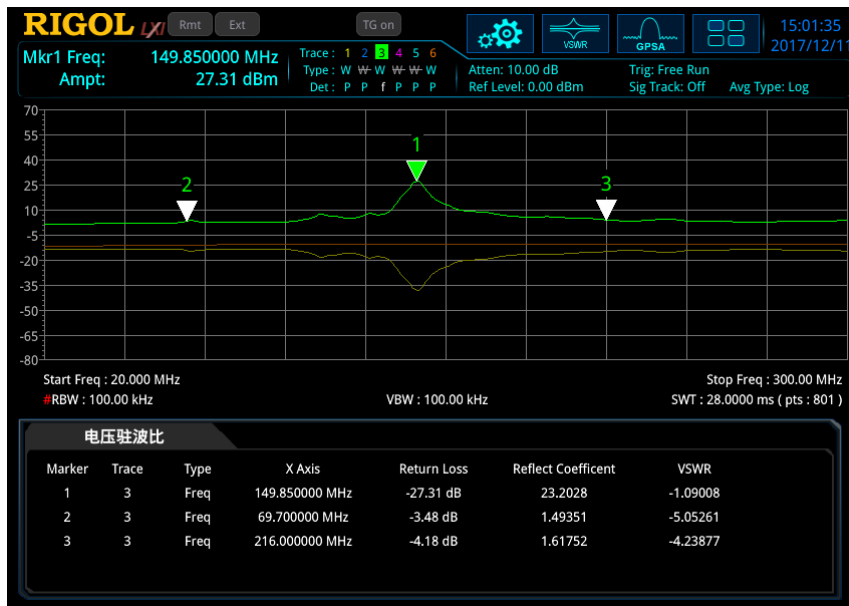 RIGOL LXI Rmt Ext TG on 15:01:35
VSWR GPSA 2017/12/11
Mkr1 Freq: 149.850000 MHz
Ampt: 27.31 dBm
Trace: 1 2 3 4 5 6
Type: W W W W W W
Det: P P f P P P
Atten: 10.00 dB Trig: Free Run
Ref Level: 0.00 dBm Sig Track: Off Avg Type: Log
70
55
40
25
10
-5
-20
-35
-50
-65
-80
1
2
3
Start Freq : 20.000 MHz Stop Freq : 300.00 MHz
#RBW : 100.00 kHz VBW : 100.00 kHz SWT : 28.0000 ms ( pts : 801 )
电压驻波比
Marker Trace Type X Axis Return Loss Reflect Coefficent VSWR
1 3 Freq 149.850000 MHz -27.31 dB 23.2028 -1.09008
2 3 Freq 69.700000 MHz -3.48 dB 1.49351 -5.05261
3 3 Freq 216.000000 MHz -4.18 dB 1.61752 -4.23877